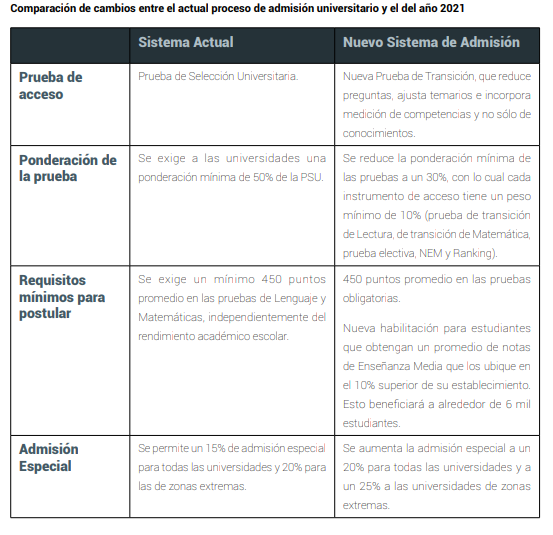 Comparación de cambios entre el actual proceso de admisión universitario y el del año 2021
Sistema Actual
Nuevo Sistema de Admisión
Prueba de
acceso
Prueba de Selección Universitaria.
Nueva Prueba de Transición, que reduce
preguntas, ajusta temarios e incorpora
medición de competencias y no sólo de
conocimientos.
Ponderación de
la prueba
Se exige a las universidades una
ponderación mínima de 50% de la PSU.
Se reduce la ponderación mínima de
las pruebas a un 30%, con lo cual cada
instrumento de acceso tiene un peso
mínimo de 10% (prueba de transición
de Lectura, de transición de Matemática,
prueba electiva, NEM y Ranking).
Requisitos
mínimos para
postular
Se exige un mínimo 450 puntos
promedio en las pruebas de Lenguaje y
Matemáticas, independientemente del
rendimiento académico escolar.
450 puntos promedio en las pruebas
obligatorias.
Nueva habilitación para estudiantes
que obtengan un promedio de notas
de Enseñanza Media que los ubique en
el 10% superior de su establecimiento.
Esto beneficiará a alrededor de 6 mil
estudiantes.
Admisión
Especial
Se permite un 15% de admisión especial
para todas las universidades y 20% para
las de zonas extremas.
Se aumenta la admisión especial a un
20% para todas las universidades y a
un 25% a las universidades de zonas
extremas.